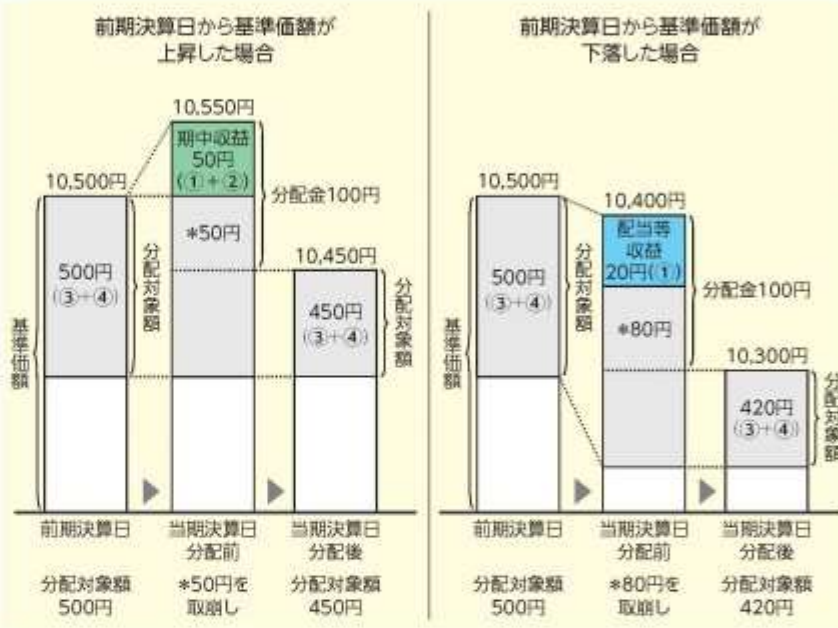 前期決算日から基準価額が
上昇した場合
10,550円
期中収益
50円
(①+②)
10,500円
分配金100円
*50円
10,450円
500円
(③+④)
分配対象額
450円
(③+④)
分配対象額
基準価額
前期決算日
当期決算日
分配前
当期決算日
分配後
分配対象額
500円
*50円を
取崩し
分配対象額
450円
前期決算日から基準価額が
下落した場合
10,500円
10,400円
配当等
収益
20円(①)
500円
(③+④)
分配対象額
分配金100円
*80円
10,300円
420円
(③+④)
分配対象額
基準価額
前期決算日
当期決算日
分配前
当期決算日
分配後
分配対象額
500円
*80円を
取崩し
分配対象額
420円